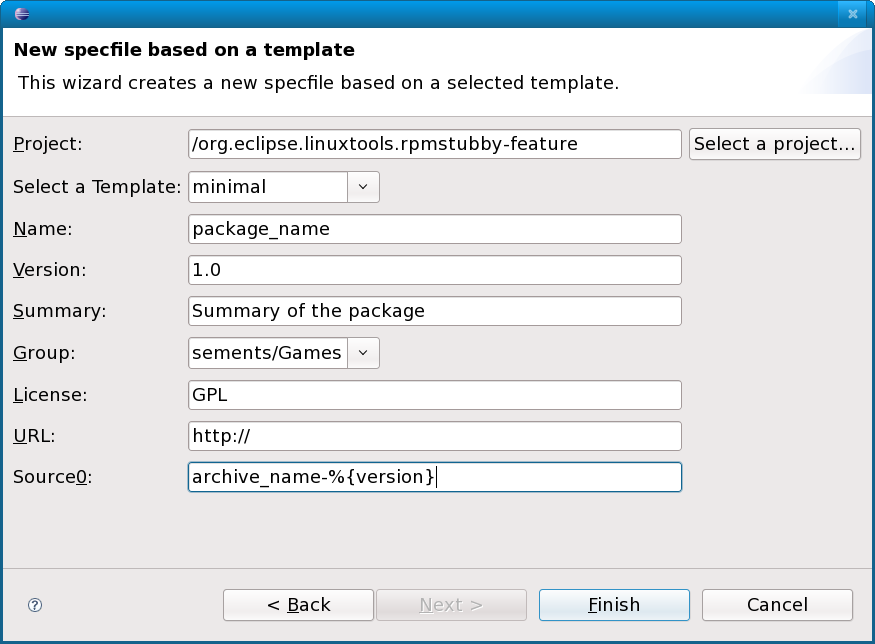 New specfile based on a template
This wizard creates a new specfile based on a selected template.
Project: /org.eclipse.linuxtools.rpmstubby-feature Select a project...
Select a Template: minimal
Name: package_name
Version: 1.0
Summary: Summary of the package
Group: sements/Games
License: GPL
URL: http://
Source0: archive_name-%{version}
? < Back Next > Finish Cancel